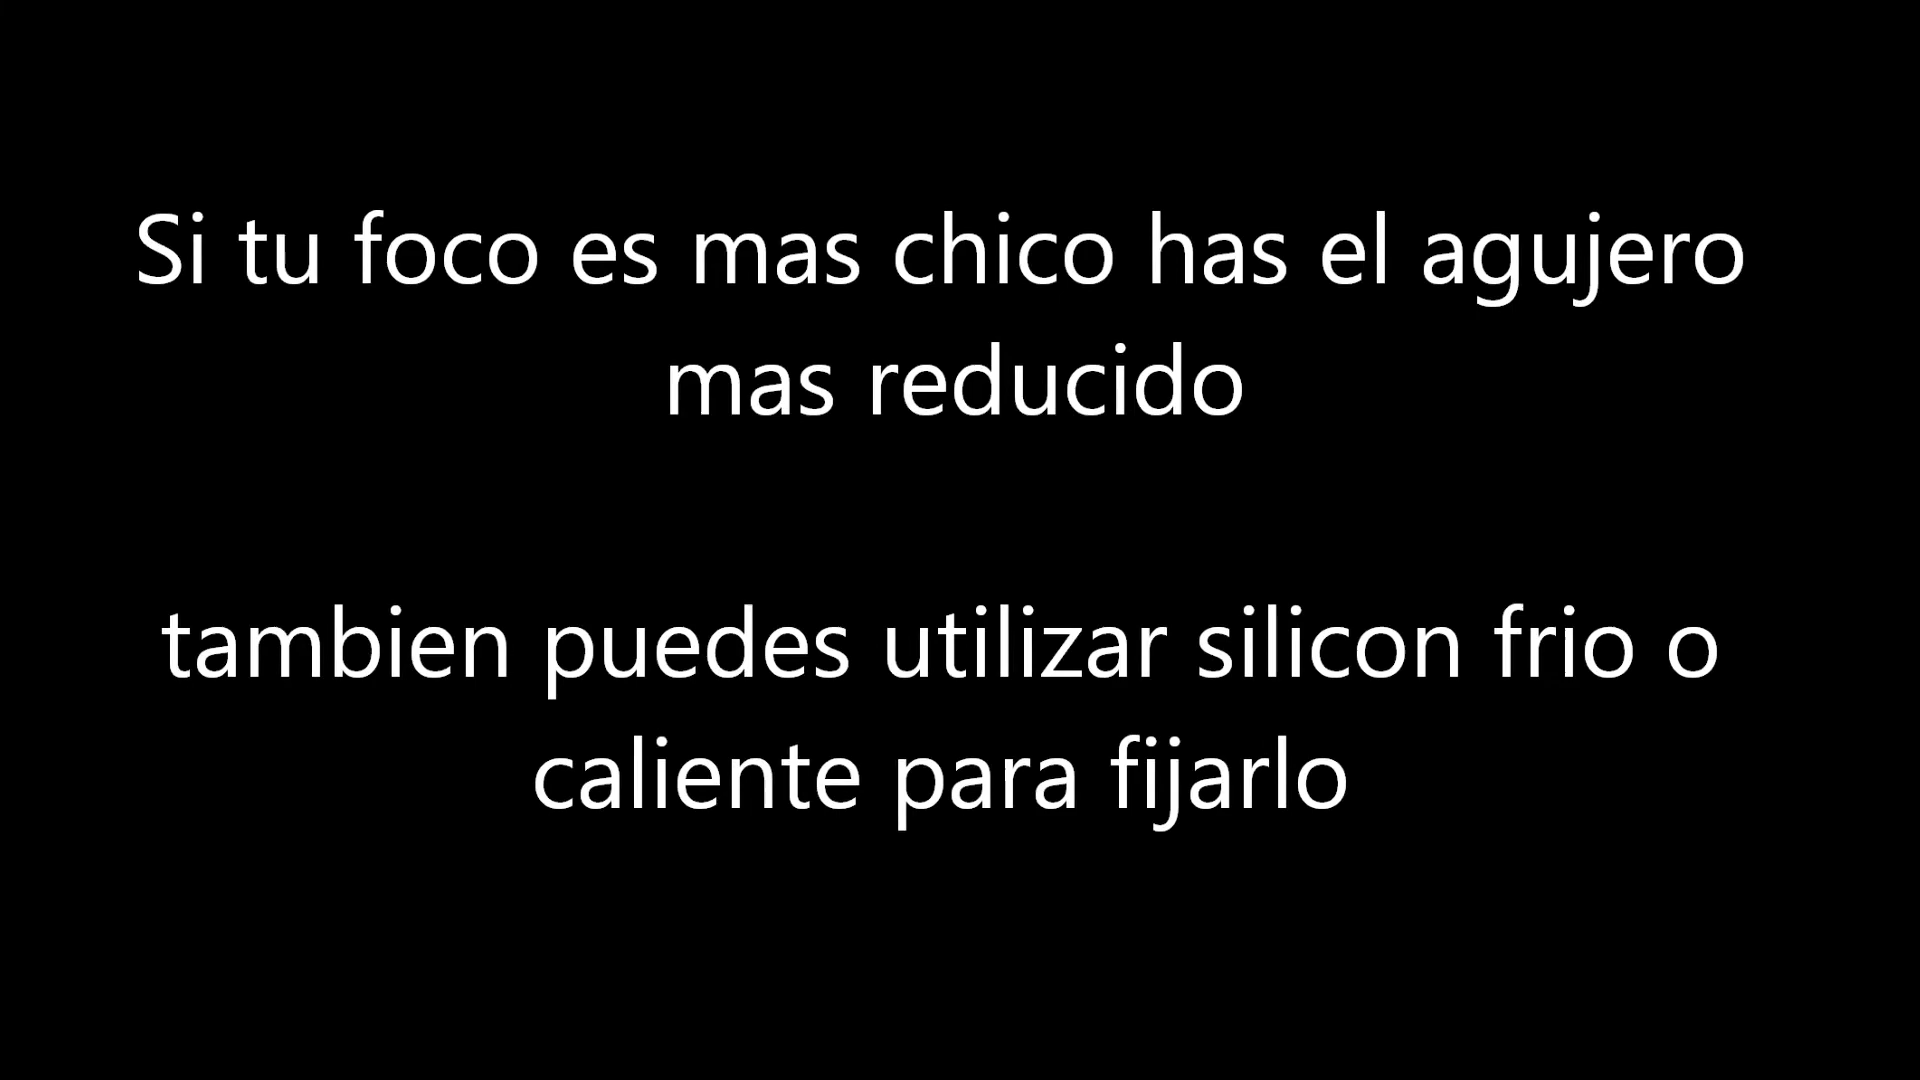 Si tu foco es mas chico has el agujero
mas reducido
tambien puedes utilizar silicon frio o
caliente para fijarlo